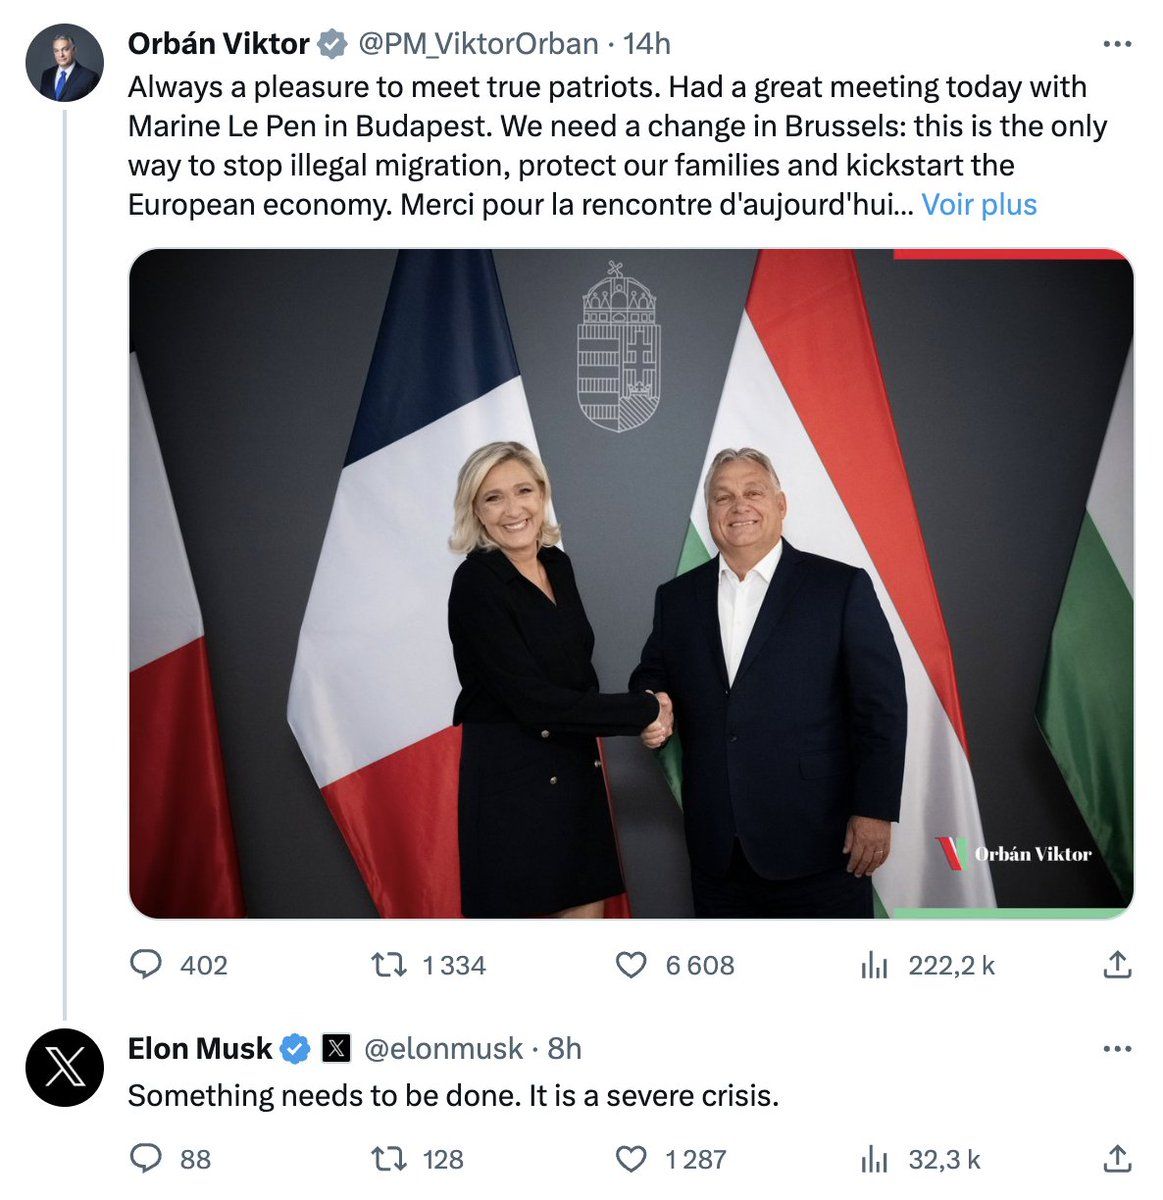 Orbán Viktor @PM_ViktorOrban · 14h
Always a pleasure to meet true patriots. Had a great meeting today with
Marine Le Pen in Budapest. We need a change in Brussels: this is the only
way to stop illegal migration, protect our families and kickstart the
European economy. Merci pour la rencontre d'aujourd'hui... Voir plus
Orbán Viktor
402 1 334 6 608 222,2 k
Elon Musk X @elonmusk · 8h
Something needs to be done. It is a severe crisis.
88 128 1 287 32,3 k